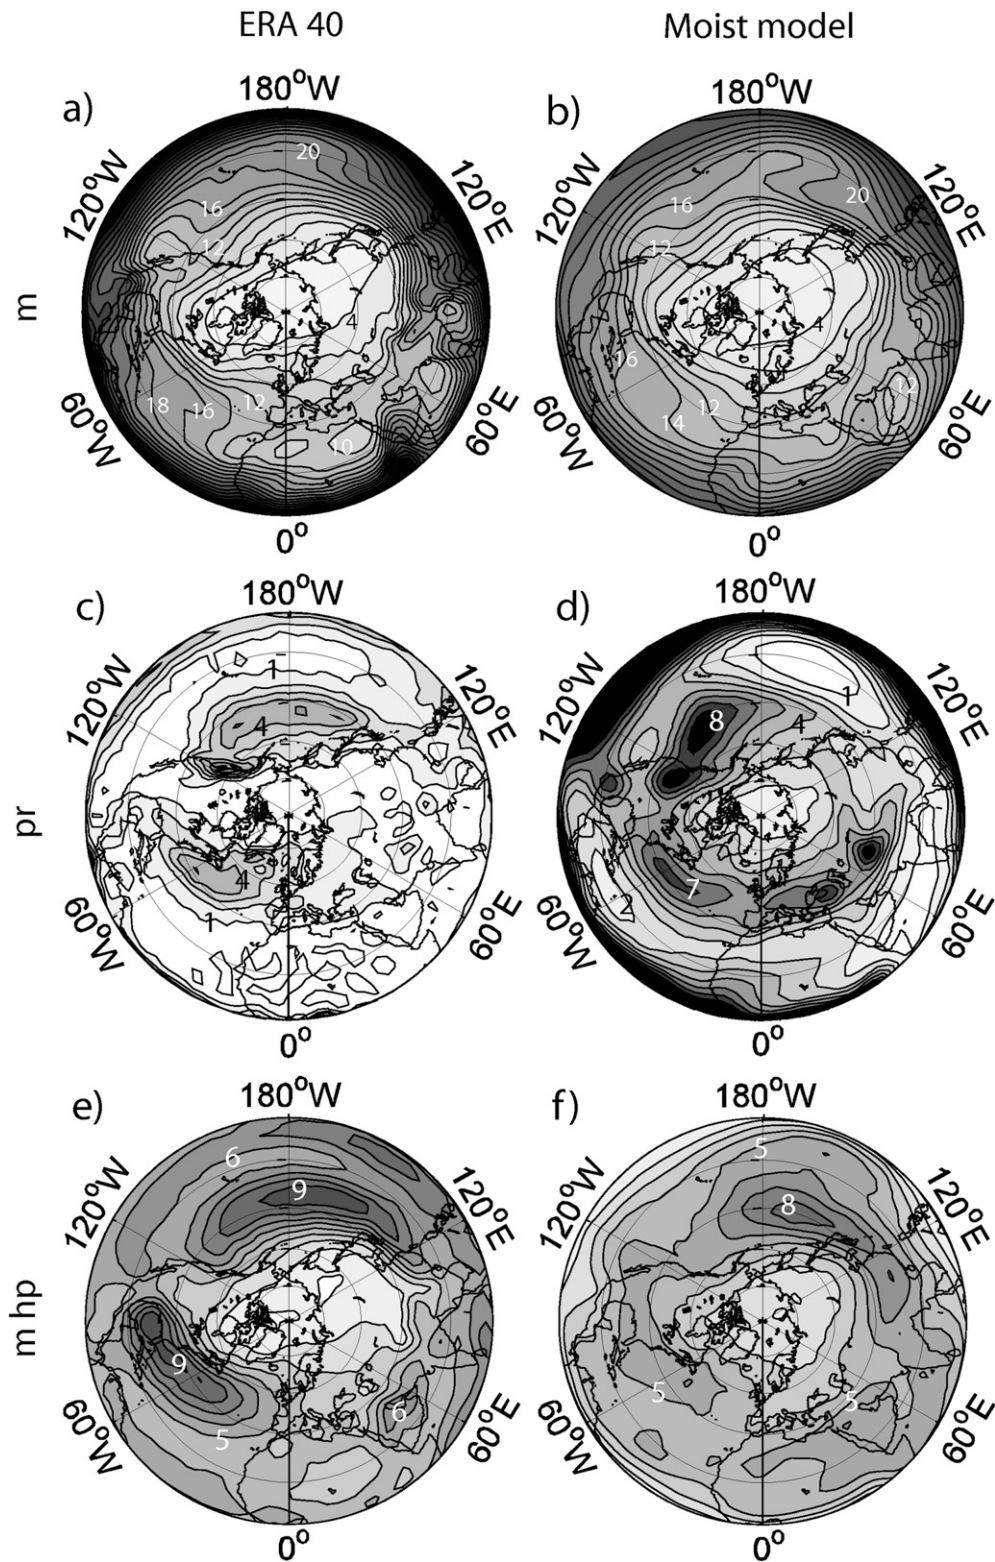 ERA 40 Moist model
a) 180°W b) 180°W
120°W 120°E 120°W 120°E
20 16 12 4 18 16 12 10
20 16 12 4 16 14 12 12
m
60°W 60°E 60°W 60°E
0° 0°
c) 180°W d) 180°W
120°W 120°E 120°W 120°E
1 4 4 1
8 4 1 7
pr
60°W 60°E 60°W 60°E
0° 0°
e) 180°W f) 180°W
120°W 120°E 120°W 120°E
6 9 9 6 5
5 8 5 5
m hp
60°W 60°E 60°W 60°E
0° 0°